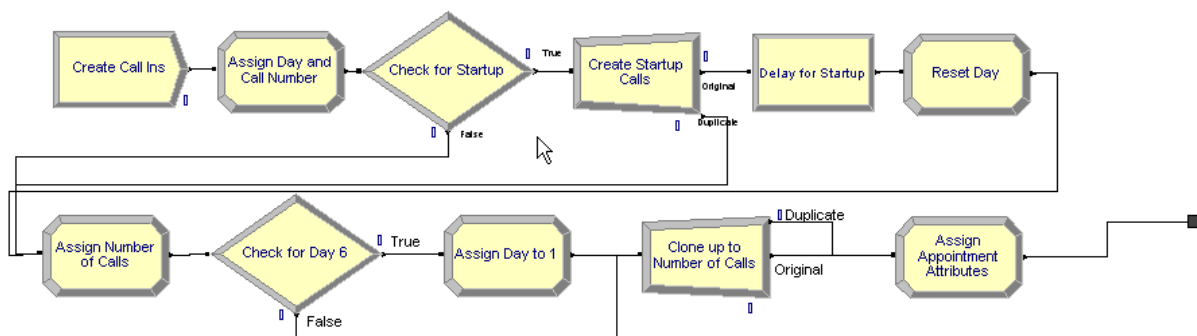 Create Call Ins
Assign Day and
Call Number
Check for Startup
True
False
Create Startup
Calls
Original
Duplicate
Delay for Startup
Reset Day
Assign Number
of Calls
Check for Day 6
True
False
Assign Day to 1
Clone up to
Number of Calls
Duplicate
Original
Assign
Appointment
Attributes